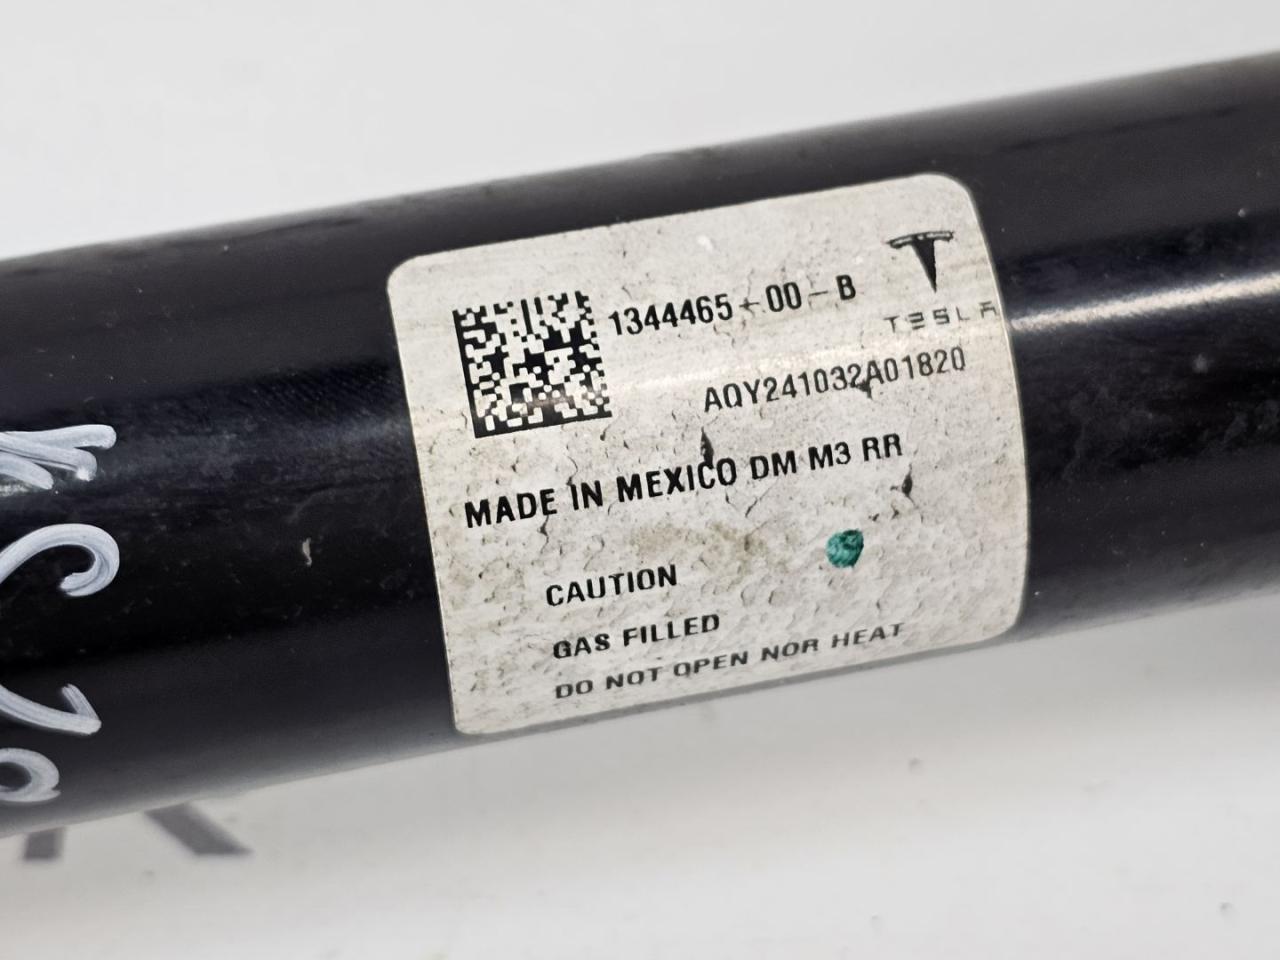 1344465-00-B
TESLA
AQY241032A01820
MADE IN MEXICO DM M3 RR
CAUTION
GAS FILLED
DO NOT OPEN NOR HEAT